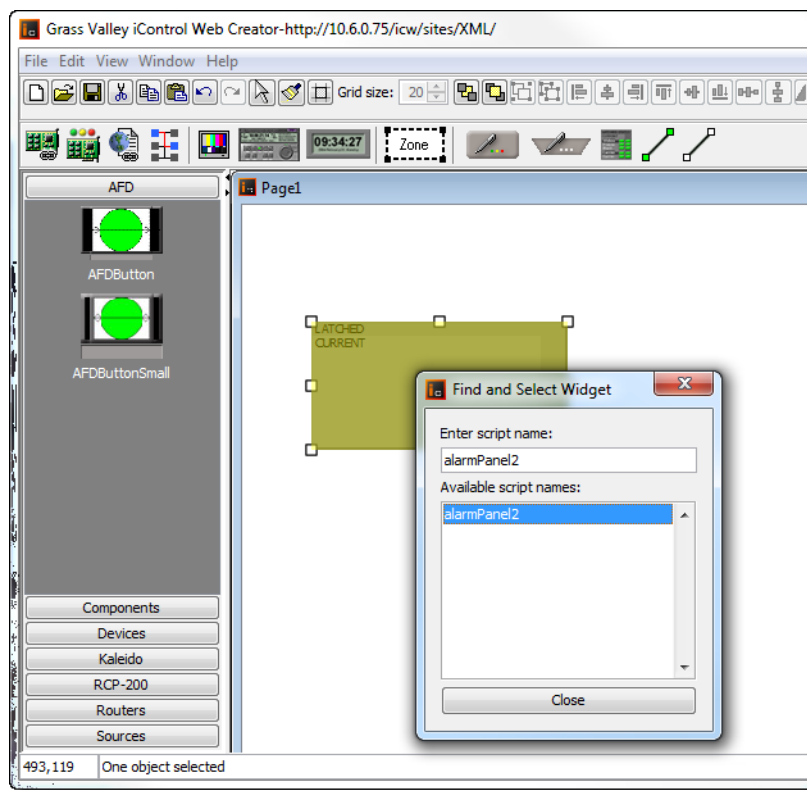 Grass Valley iControl Web Creator-http://10.6.0.75/icw/sites/XML/
File Edit View Window Help
Grid size: 20
09:34:27
Zone
AFD
Page1
AFDButton
AFDButtonSmall
LATCHED
CURRENT
Find and Select Widget
Enter script name:
alarmPanel2
Available script names:
alarmPanel2
Close
Components
Devices
Kaleido
RCP-200
Routers
Sources
493,119 One object selected